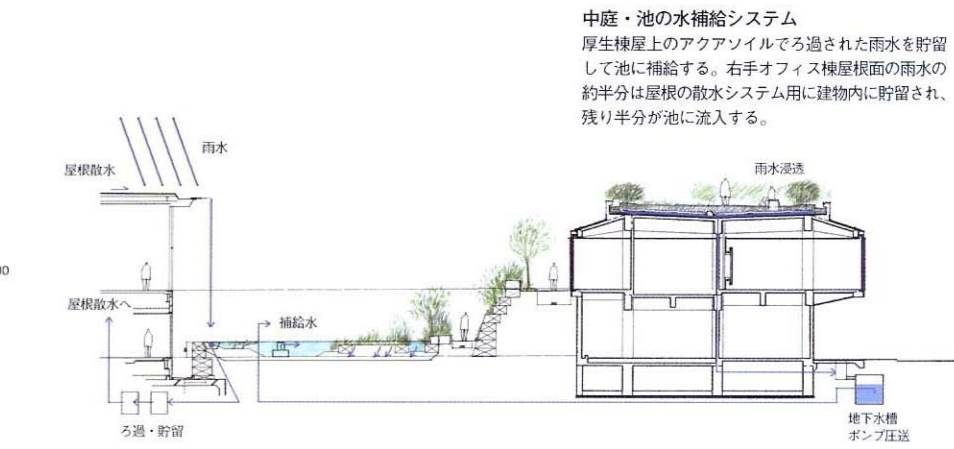 中庭・池の水補給システム
厚生棟屋上のアクアソイルでろ過された雨水を貯留
して池に補給する。右手オフィス棟屋根面の雨水の
約半分は屋根の散水システム用に建物内に貯留され、
残り半分が池に流入する。
雨水
屋根散水
雨水浸透
00
屋根散水へ
補給水
ろ過・貯留
地下水槽
ポンプ圧送